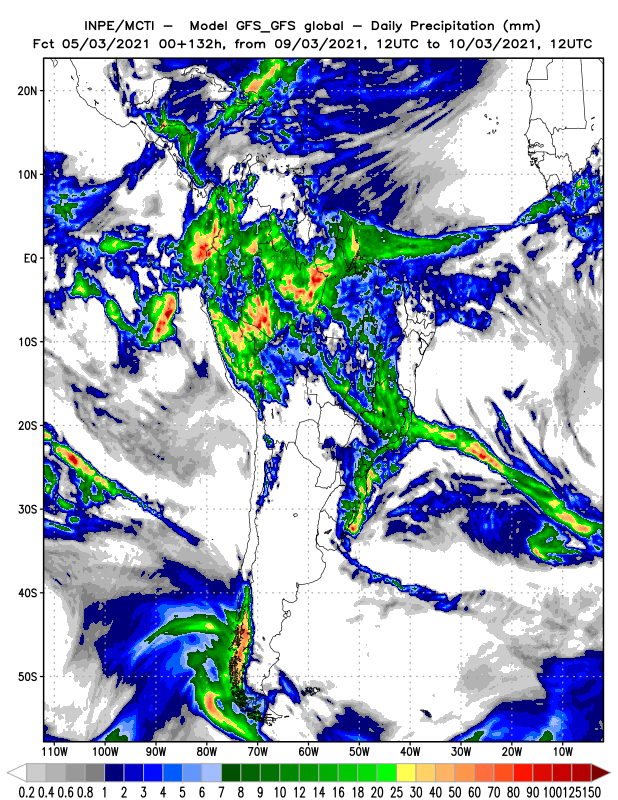 INPE/MCTI – Model GFS_GFS global – Daily Precipitation (mm)
Fct 05/03/2021 00+132h, from 09/03/2021, 12UTC to 10/03/2021, 12UTC
20N
10N
EQ
10S
20S
30S
40S
50S
110W 100W 90W 80W 70W 60W 50W 40W 30W 20W 10W
0.2 0.4 0.6 0.8 1 2 3 4 5 6 7 8 9 10 12 14 16 18 20 25 30 40 50 60 70 80 90 100 125 150